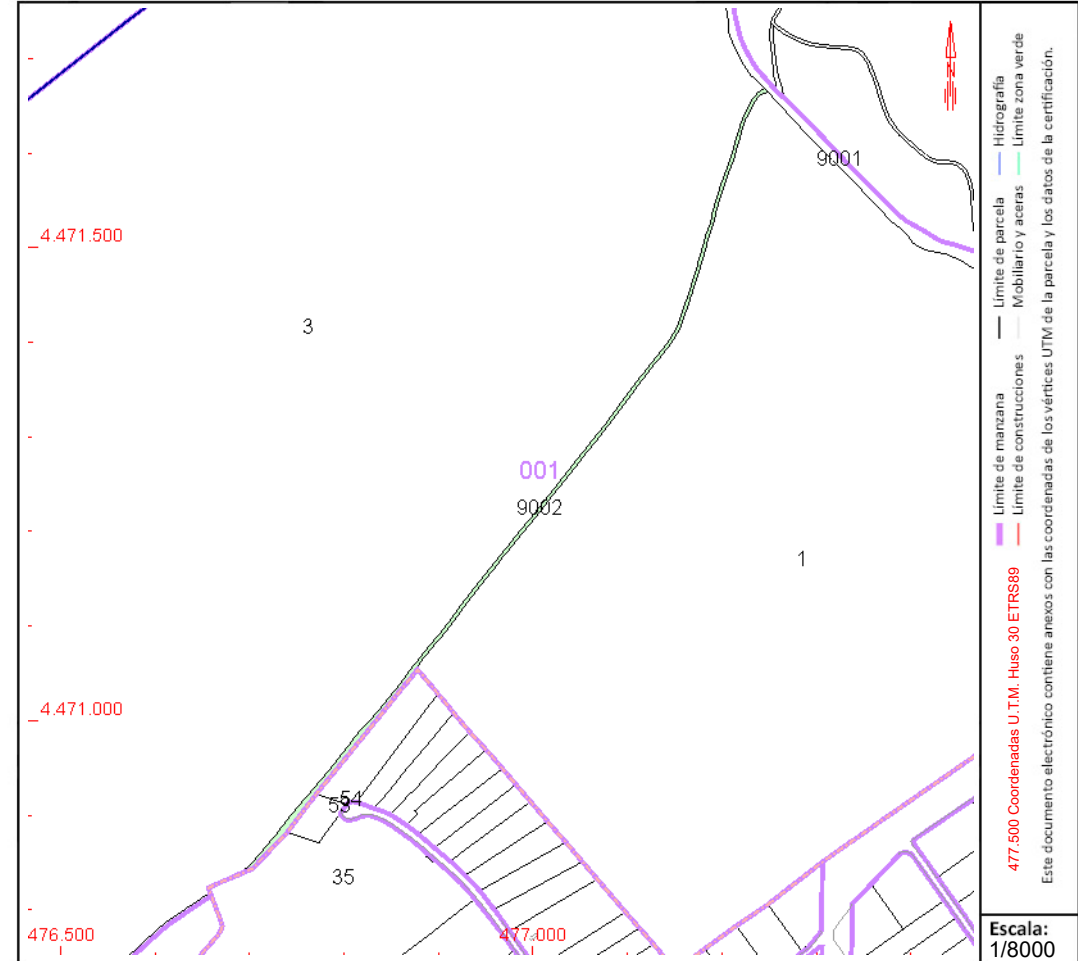 9001
4.471.500
3
001
9002
1
4.471.000
54
53
35
476.500
477.000
N
Hidrografía
Límite zona verde
Límite de parcela
Mobiliario y aceras
Límite de manzana
Límite de construcciones
477.500 Coordenadas U.T.M. Huso 30 ETRS89
Este documento electrónico contiene anexos con las coordenadas de los vértices UTM de la parcela y los datos de la certificación.
Escala:
1/8000